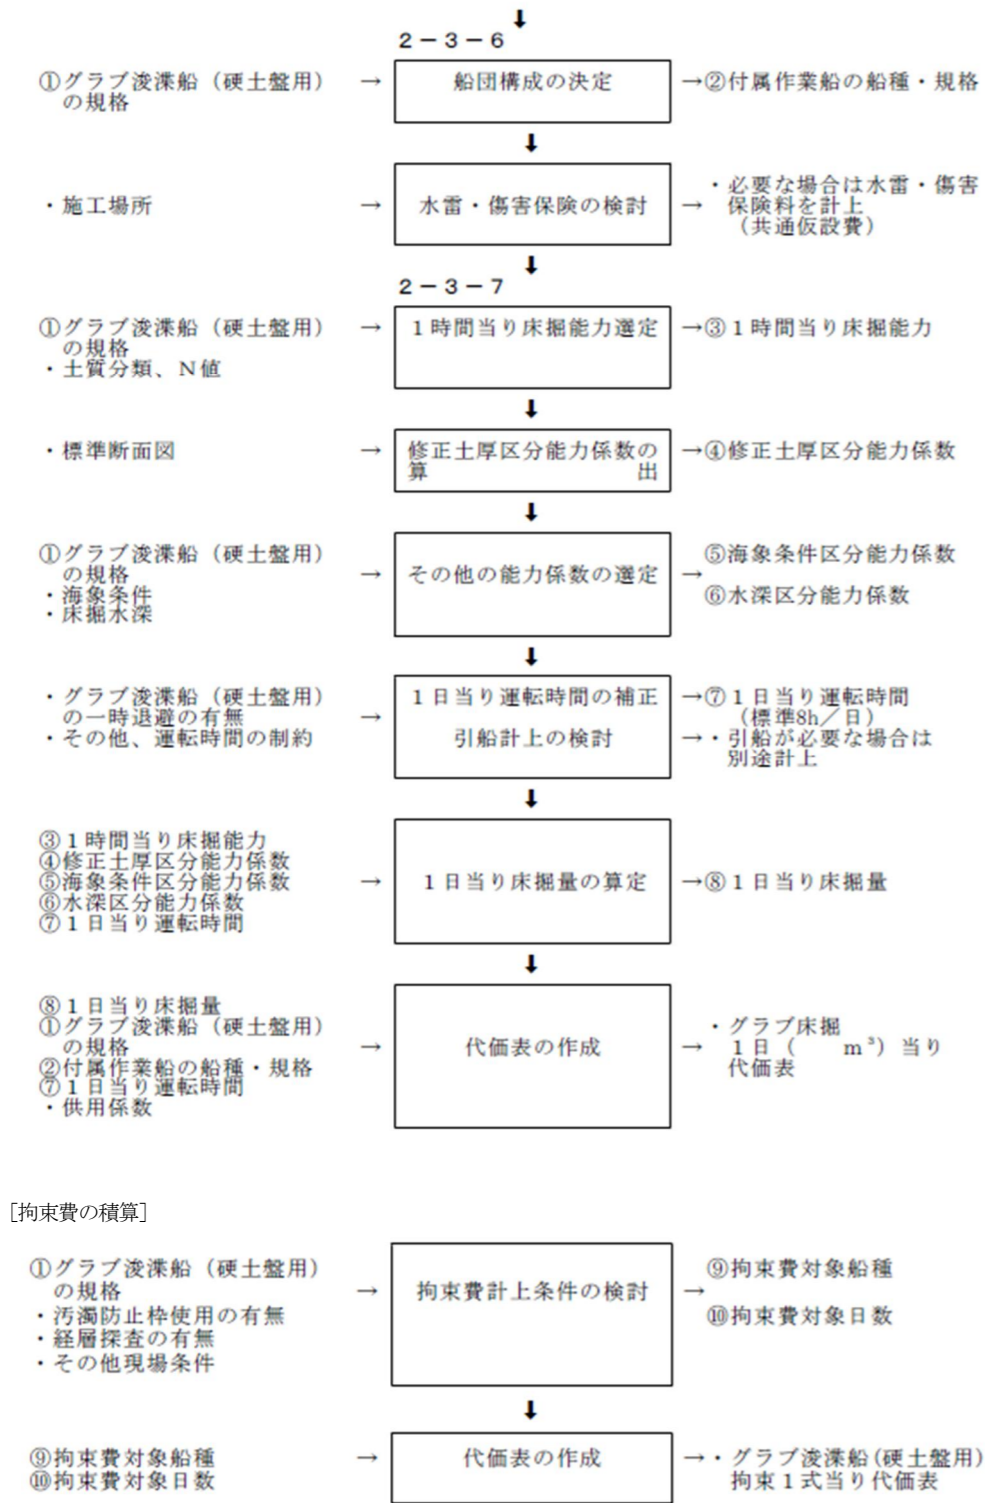 ⬇
2－3－6
①グラブ浚渫船（硬土盤用）
の規格
→
船団構成の決定
→②付属作業船の船種・規格
⬇
・施工場所
→
水雷・傷害保険の検討
→
・必要な場合は水雷・傷害
保険料を計上
（共通仮設費）
⬇
2－3－7
①グラブ浚渫船（硬土盤用）
の規格
・土質分類、Ｎ値
→
１時間当り床掘能力選定
→③１時間当り床掘能力
⬇
・標準断面図
→
修正土厚区分能力係数の
算　出
→④修正土厚区分能力係数
⬇
①グラブ浚渫船（硬土盤用）
の規格
・海象条件
・床掘水深
→
その他の能力係数の選定
→
⑤海象条件区分能力係数
⑥水深区分能力係数
⬇
・グラブ浚渫船（硬土盤用）
の一時退避の有無
・その他、運転時間の制約
→
１日当り運転時間の補正
引船計上の検討
→⑦１日当り運転時間
（標準8h／日）
→・引船が必要な場合は
別途計上
⬇
③１時間当り床掘能力
④修正土厚区分能力係数
⑤海象条件区分能力係数
⑥水深区分能力係数
⑦１日当り運転時間
→
１日当り床掘量の算定
→⑧１日当り床掘量
⬇
⑧１日当り床掘量
①グラブ浚渫船（硬土盤用）
の規格
②付属作業船の船種・規格
⑦１日当り運転時間
・供用係数
→
代価表の作成
→
・グラブ床掘
１日（　　ｍ³）当り
代価表
[拘束費の積算]
①グラブ浚渫船（硬土盤用）
の規格
・汚濁防止枠使用の有無
・経層探査の有無
・その他現場条件
→
拘束費計上条件の検討
→
⑨拘束費対象船種
⑩拘束費対象日数
⬇
⑨拘束費対象船種
⑩拘束費対象日数
→
代価表の作成
→・グラブ浚渫船(硬土盤用)
拘束１式当り代価表